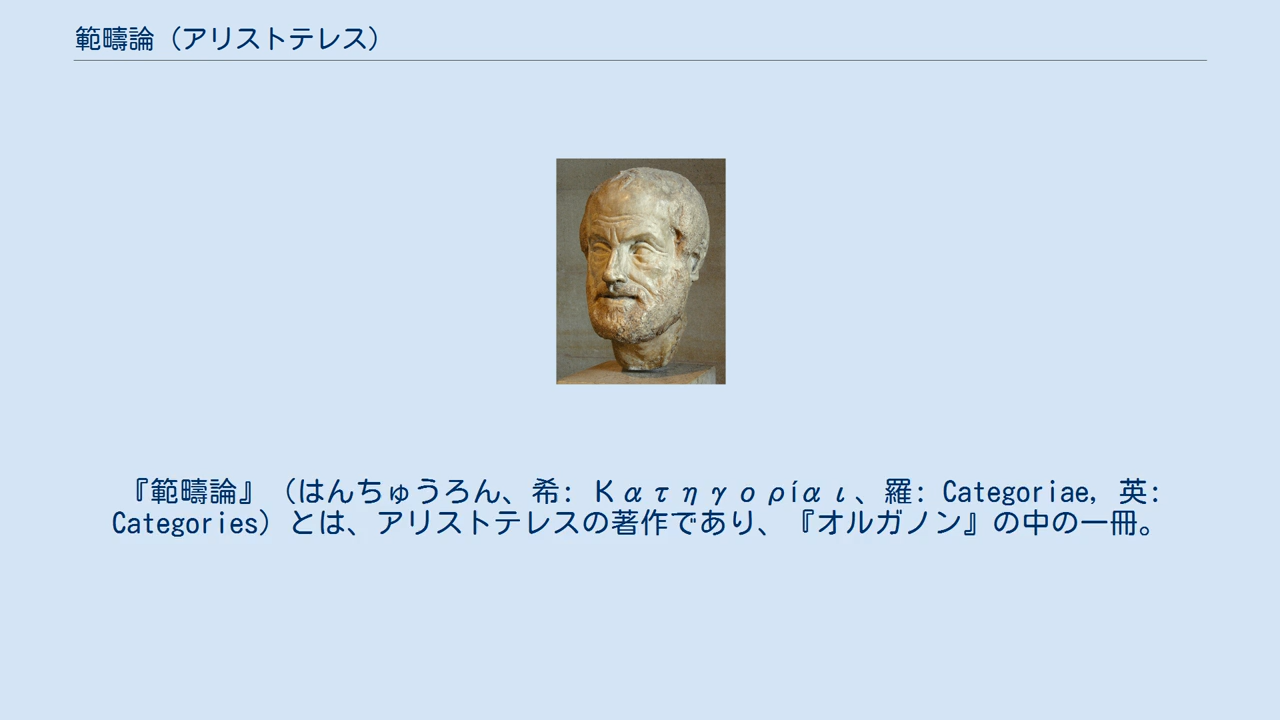 範疇論（アリストテレス）
『範疇論』（はんちゅうろん、希: Κατηγορίαι、羅: Categoriae, 英:
Categories）とは、アリストテレスの著作であり、『オルガノン』の中の一冊。